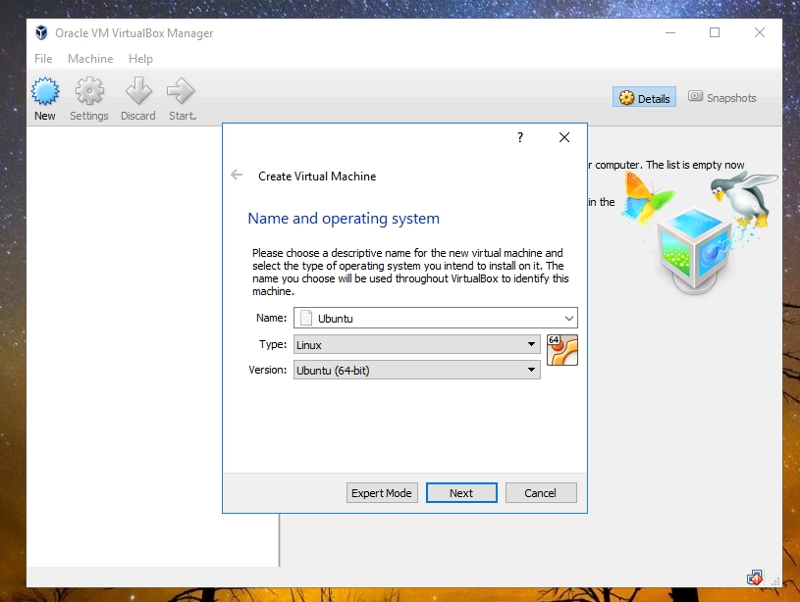 Oracle VM VirtualBox Manager
File Machine Help
New Settings Discard Start
Details Snapshots
r computer. The list is empty now
in the
?
Create Virtual Machine
Name and operating system
Please choose a descriptive name for the new virtual machine and
select the type of operating system you intend to install on it. The
name you choose will be used throughout VirtualBox to identify this
machine.
Name: Ubuntu
Type: Linux
64
Version: Ubuntu (64-bit)
Expert Mode Next Cancel